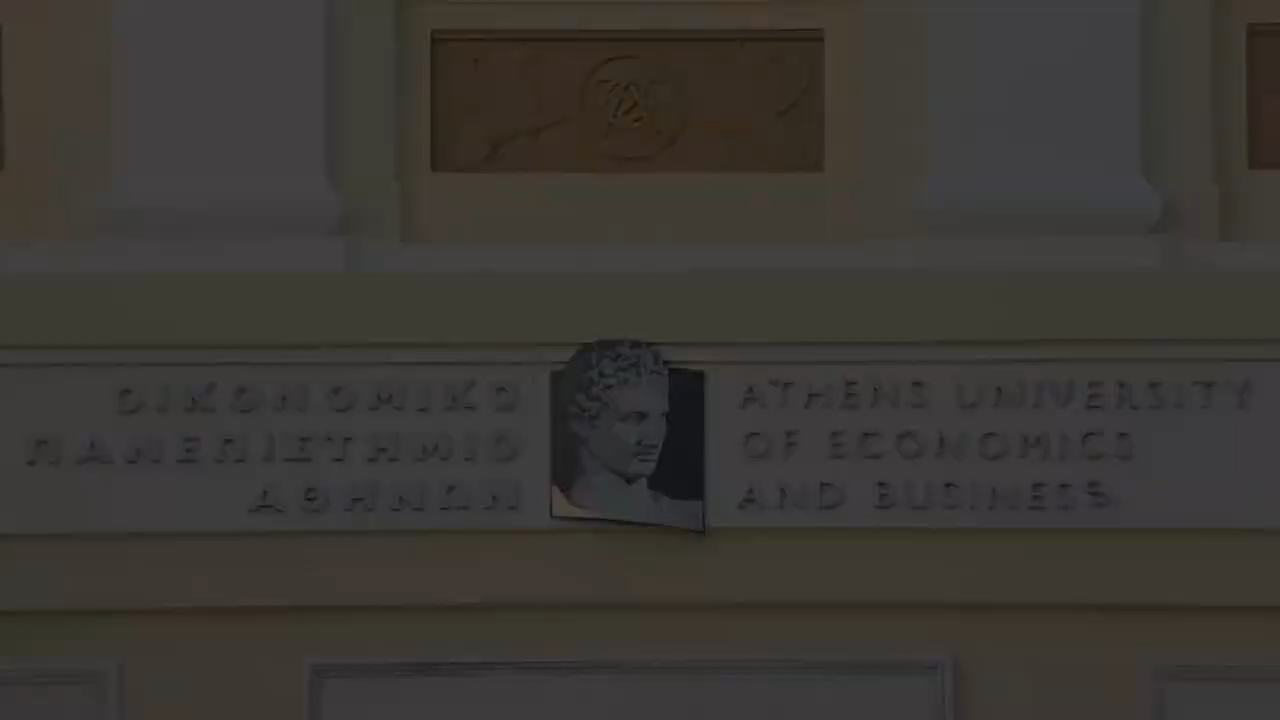 ΟΙΚΟΝΟΜΙΚΟ
ΠΑΝΕΠΙΣΤΗΜΙΟ
ΑΘΗΝΩΝ
ATHENS UNIVERSITY
OF ECONOMICS
AND BUSINESS